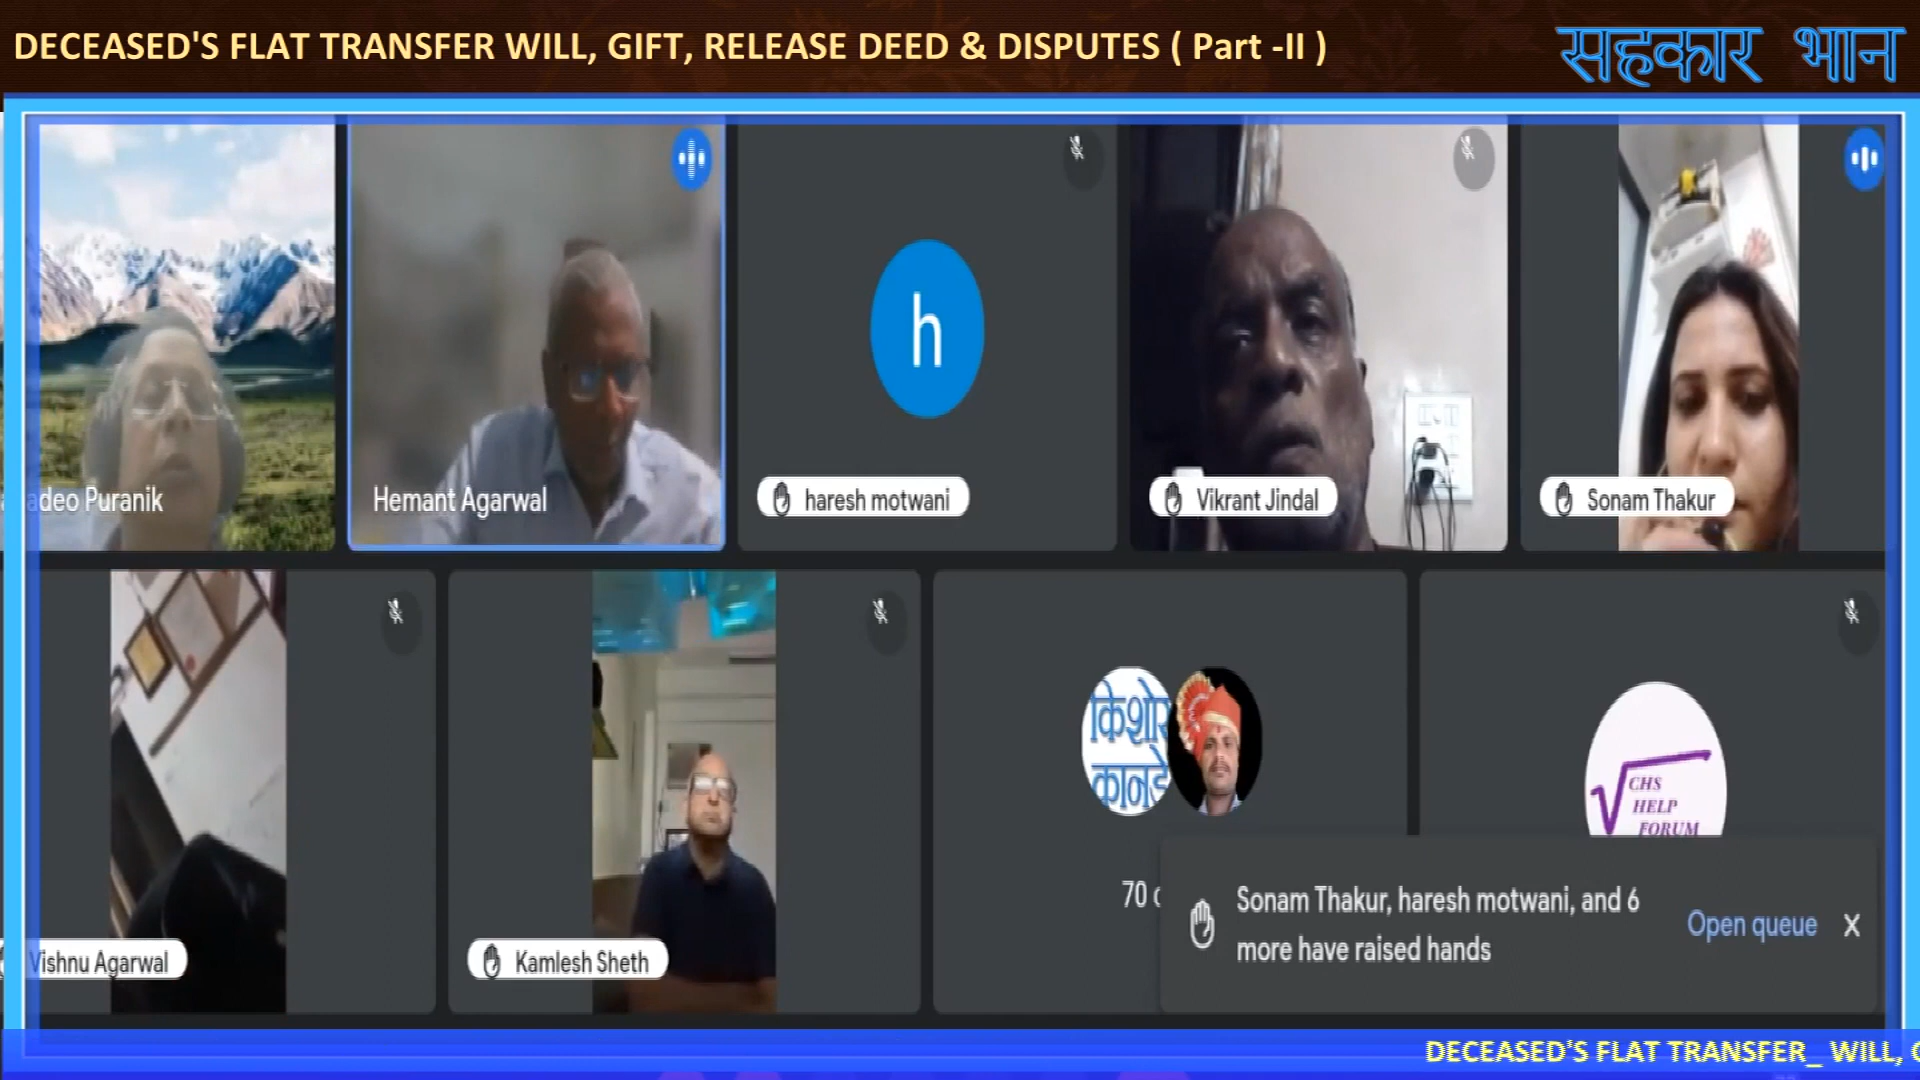 DECEASED'S FLAT TRANSFER WILL, GIFT, RELEASE DEED & DISPUTES ( Part -II )
सहकार भान
adeo Puranik
Hemant Agarwal
h
haresh motwani
Vikrant Jindal
Sonam Thakur
Vishnu Agarwal
Kamlesh Sheth
किशोर
कानडे
70
CHS
HELP
FORUM
Sonam Thakur, haresh motwani, and 6
more have raised hands
Open queue
DECEASED'S FLAT TRANSFER_ WILL,